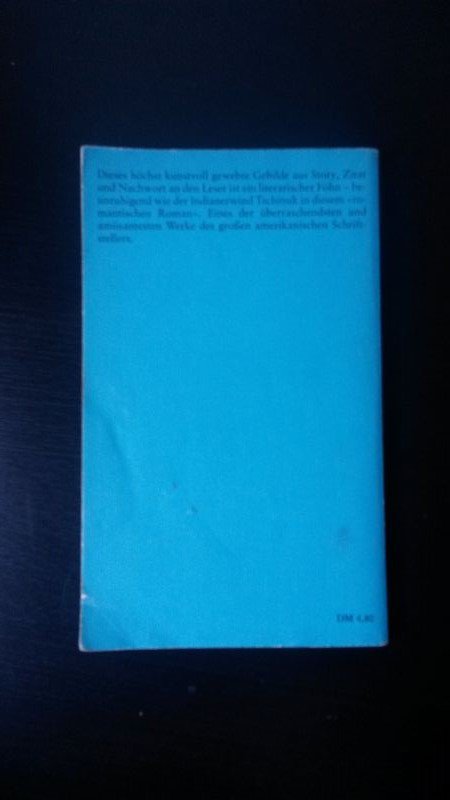 Dieses höchst kunstvoll gewebte Gebilde aus Story, Zitat
und Nachwort an den Leser ist ein literarischer Föhn – be-
unruhigend wie der Indianerwind Tschinuk in diesem »ro-
mantischen Roman«. Eines der überraschendsten und
amüsantesten Werke des großen amerikanischen Schrift-
stellers.
DM 4,80